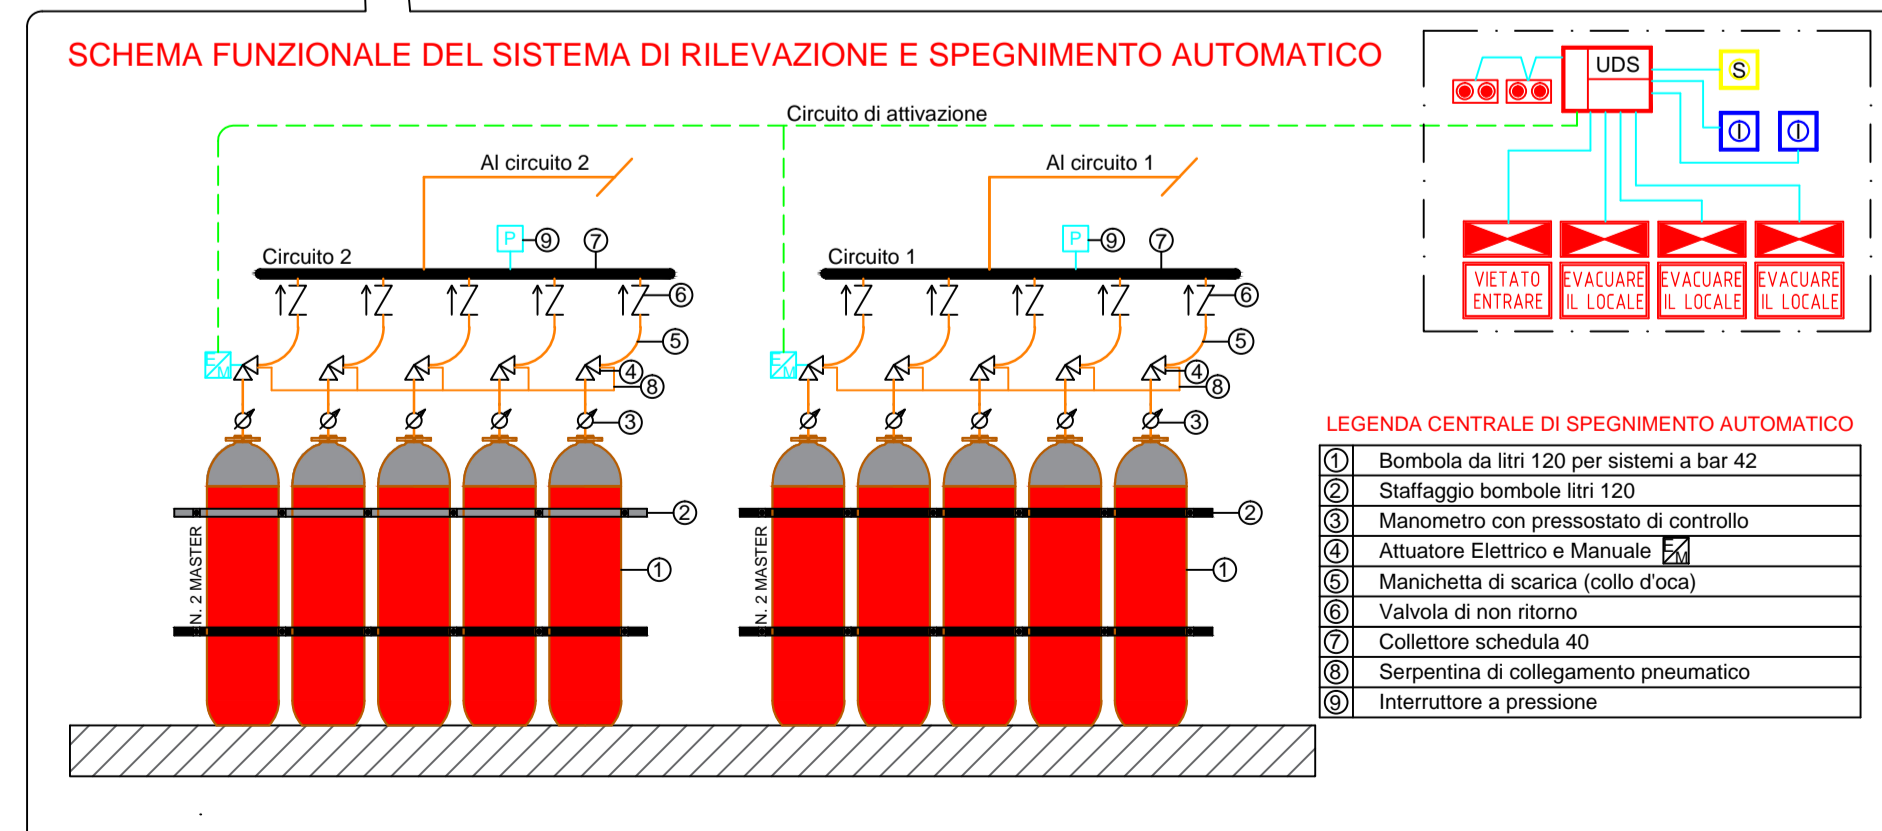 SCHEMA FUNZIONALE DEL SISTEMA DI RILEVAZIONE E SPEGNIMENTO AUTOMATICO
UDS
S
I
I
VIETATO
ENTRARE
EVACUARE
IL LOCALE
EVACUARE
IL LOCALE
EVACUARE
IL LOCALE
Circuito di attivazione
Al circuito 2
P
9
7
Circuito 2
6
5
E/M
4
8
3
2
N. 2 MASTER
1
Al circuito 1
P
9
7
Circuito 1
6
5
E/M
4
8
3
2
N. 2 MASTER
1
LEGENDA CENTRALE DI SPEGNIMENTO AUTOMATICO
1 Bombola da litri 120 per sistemi a bar 42
2 Staffaggio bombole litri 120
3 Manometro con pressostato di controllo
4 Attuatore Elettrico e Manuale E/M
5 Manichetta di scarica (collo d'oca)
6 Valvola di non ritorno
7 Collettore schedula 40
8 Serpentina di collegamento pneumatico
9 Interruttore a pressione